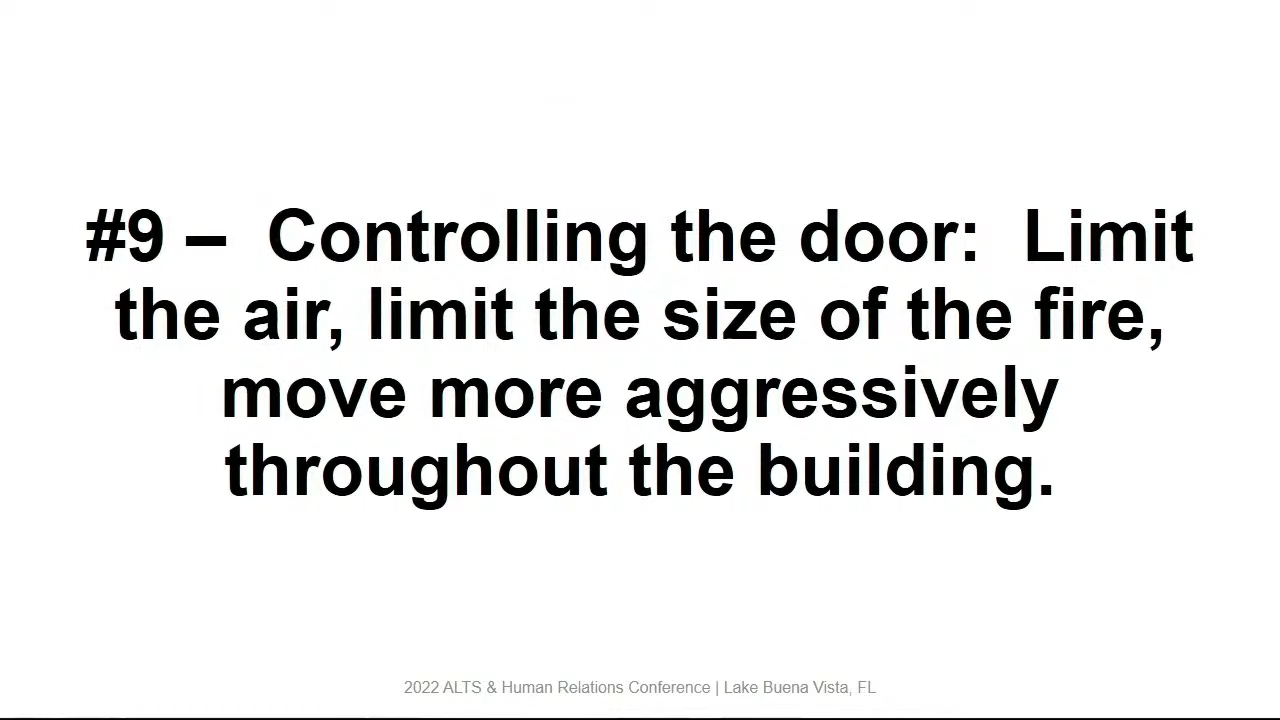 #9 –  Controlling the door:  Limit
the air, limit the size of the fire,
move more aggressively
throughout the building.
2022 ALTS & Human Relations Conference | Lake Buena Vista, FL